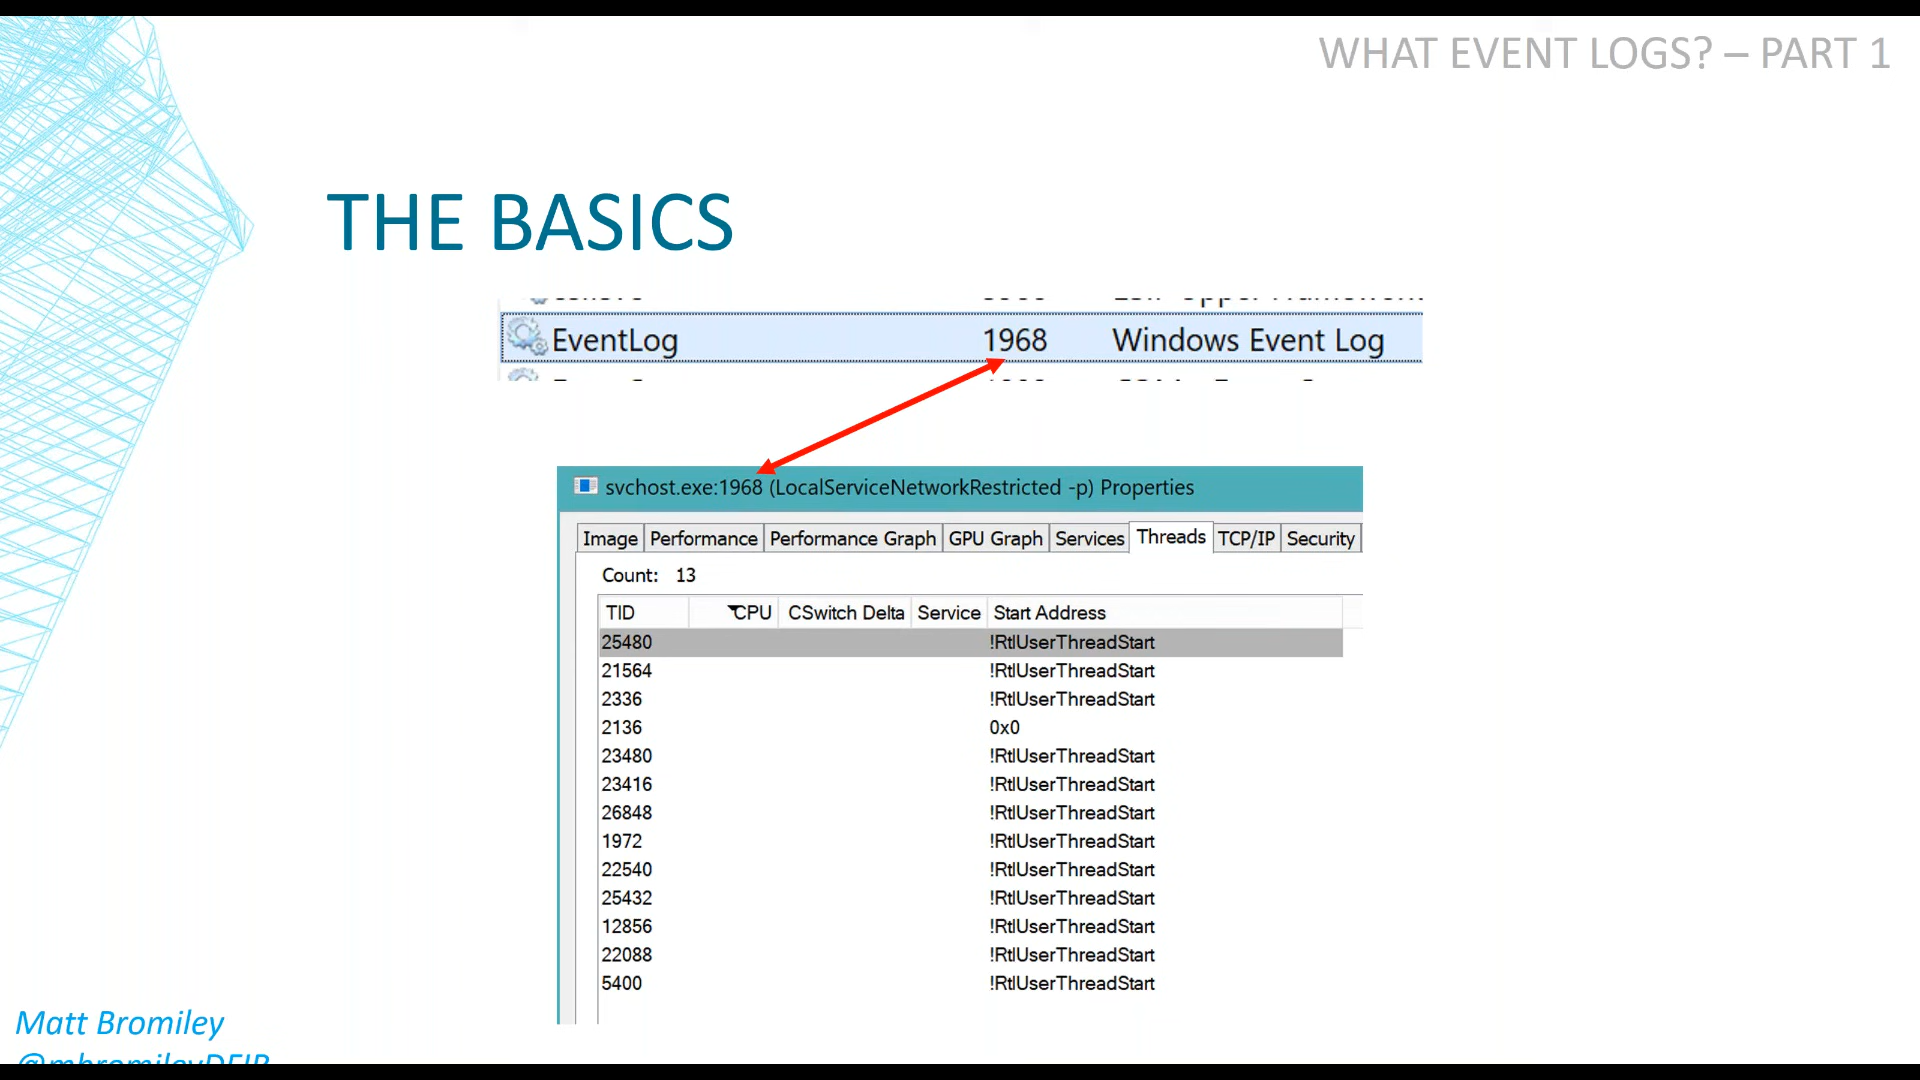 WHAT EVENT LOGS? – PART 1
THE BASICS
EventLog 1968 Windows Event Log
svchost.exe:1968 (LocalServiceNetworkRestricted -p) Properties
Image Performance Performance Graph GPU Graph Services Threads TCP/IP Security
Count: 13
TID CPU CSwitch Delta Service Start Address
25480 !RtlUserThreadStart
21564 !RtlUserThreadStart
2336 !RtlUserThreadStart
2136 0x0
23480 !RtlUserThreadStart
23416 !RtlUserThreadStart
26848 !RtlUserThreadStart
1972 !RtlUserThreadStart
22540 !RtlUserThreadStart
25432 !RtlUserThreadStart
12856 !RtlUserThreadStart
22088 !RtlUserThreadStart
5400 !RtlUserThreadStart
Matt Bromiley
@mbromileyDFIR